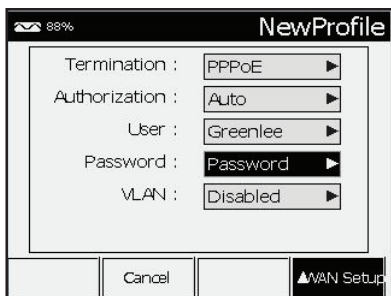 88% NewProfile
Termination : PPPoE
Authorization : Auto
User : Greenlee
Password : Password
VLAN : Disabled
Cancel ▲WAN Setup